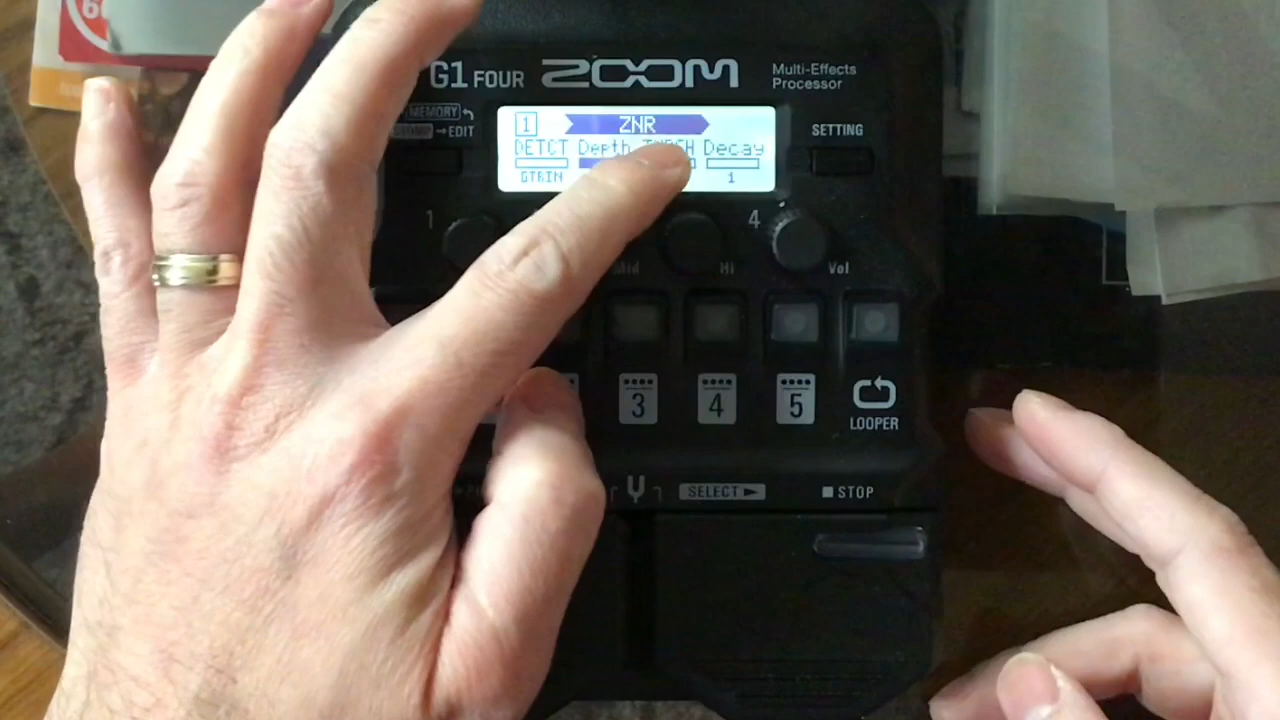 G1 FOUR ZOOM Multi-Effects
Processor
MEMORY
→EDIT
1 ZNR
DETCT Depth Decay
GTRIN 1
SETTING
1 4
Mid Hi Vol
3 4 5
LOOPER
SELECT► ■ STOP